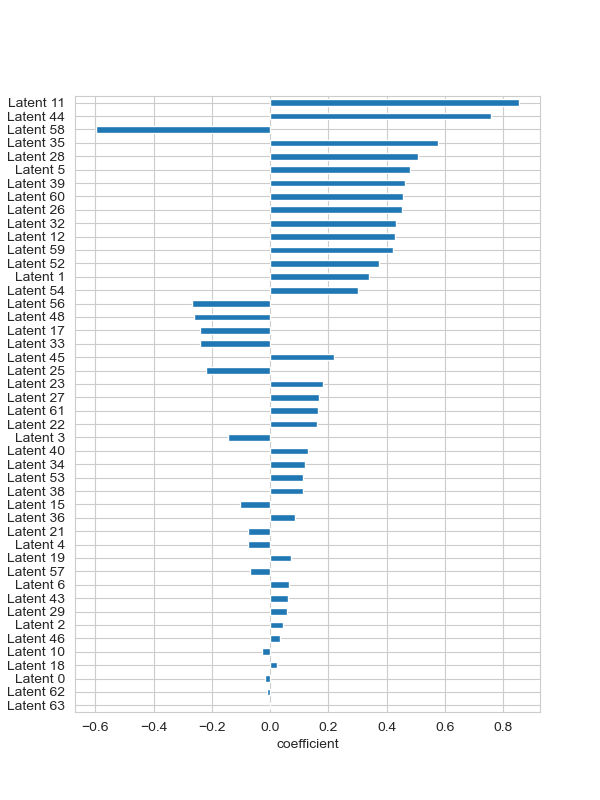 Latent 11
Latent 44
Latent 58
Latent 35
Latent 28
Latent 5
Latent 39
Latent 60
Latent 26
Latent 32
Latent 12
Latent 59
Latent 52
Latent 1
Latent 54
Latent 56
Latent 48
Latent 17
Latent 33
Latent 45
Latent 25
Latent 23
Latent 27
Latent 61
Latent 22
Latent 3
Latent 40
Latent 34
Latent 53
Latent 38
Latent 15
Latent 36
Latent 21
Latent 4
Latent 19
Latent 57
Latent 6
Latent 43
Latent 29
Latent 2
Latent 46
Latent 10
Latent 18
Latent 0
Latent 62
Latent 63
−0.6 −0.4 −0.2 0.0 0.2 0.4 0.6 0.8
coefficient